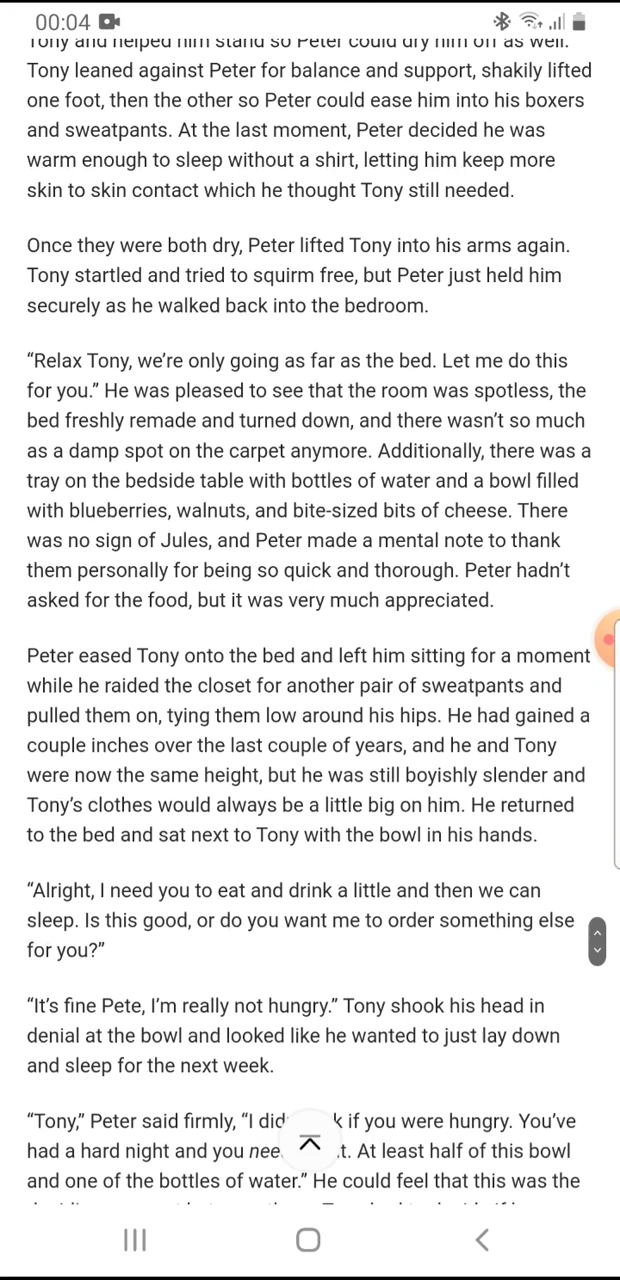 00:04
Tony and helped him stand so Peter could dry him off as well.
Tony leaned against Peter for balance and support, shakily lifted
one foot, then the other so Peter could ease him into his boxers
and sweatpants. At the last moment, Peter decided he was
warm enough to sleep without a shirt, letting him keep more
skin to skin contact which he thought Tony still needed.
Once they were both dry, Peter lifted Tony into his arms again.
Tony startled and tried to squirm free, but Peter just held him
securely as he walked back into the bedroom.
“Relax Tony, we’re only going as far as the bed. Let me do this
for you.” He was pleased to see that the room was spotless, the
bed freshly remade and turned down, and there wasn’t so much
as a damp spot on the carpet anymore. Additionally, there was a
tray on the bedside table with bottles of water and a bowl filled
with blueberries, walnuts, and bite-sized bits of cheese. There
was no sign of Jules, and Peter made a mental note to thank
them personally for being so quick and thorough. Peter hadn’t
asked for the food, but it was very much appreciated.
Peter eased Tony onto the bed and left him sitting for a moment
while he raided the closet for another pair of sweatpants and
pulled them on, tying them low around his hips. He had gained a
couple inches over the last couple of years, and he and Tony
were now the same height, but he was still boyishly slender and
Tony’s clothes would always be a little big on him. He returned
to the bed and sat next to Tony with the bowl in his hands.
“Alright, I need you to eat and drink a little and then we can
sleep. Is this good, or do you want me to order something else
for you?”
“It’s fine Pete, I’m really not hungry.” Tony shook his head in
denial at the bowl and looked like he wanted to just lay down
and sleep for the next week.
“Tony,” Peter said firmly, “I if you were hungry. You’ve
had a hard night and you At least half of this bowl
and one of the bottles of water.” He could feel that this was the